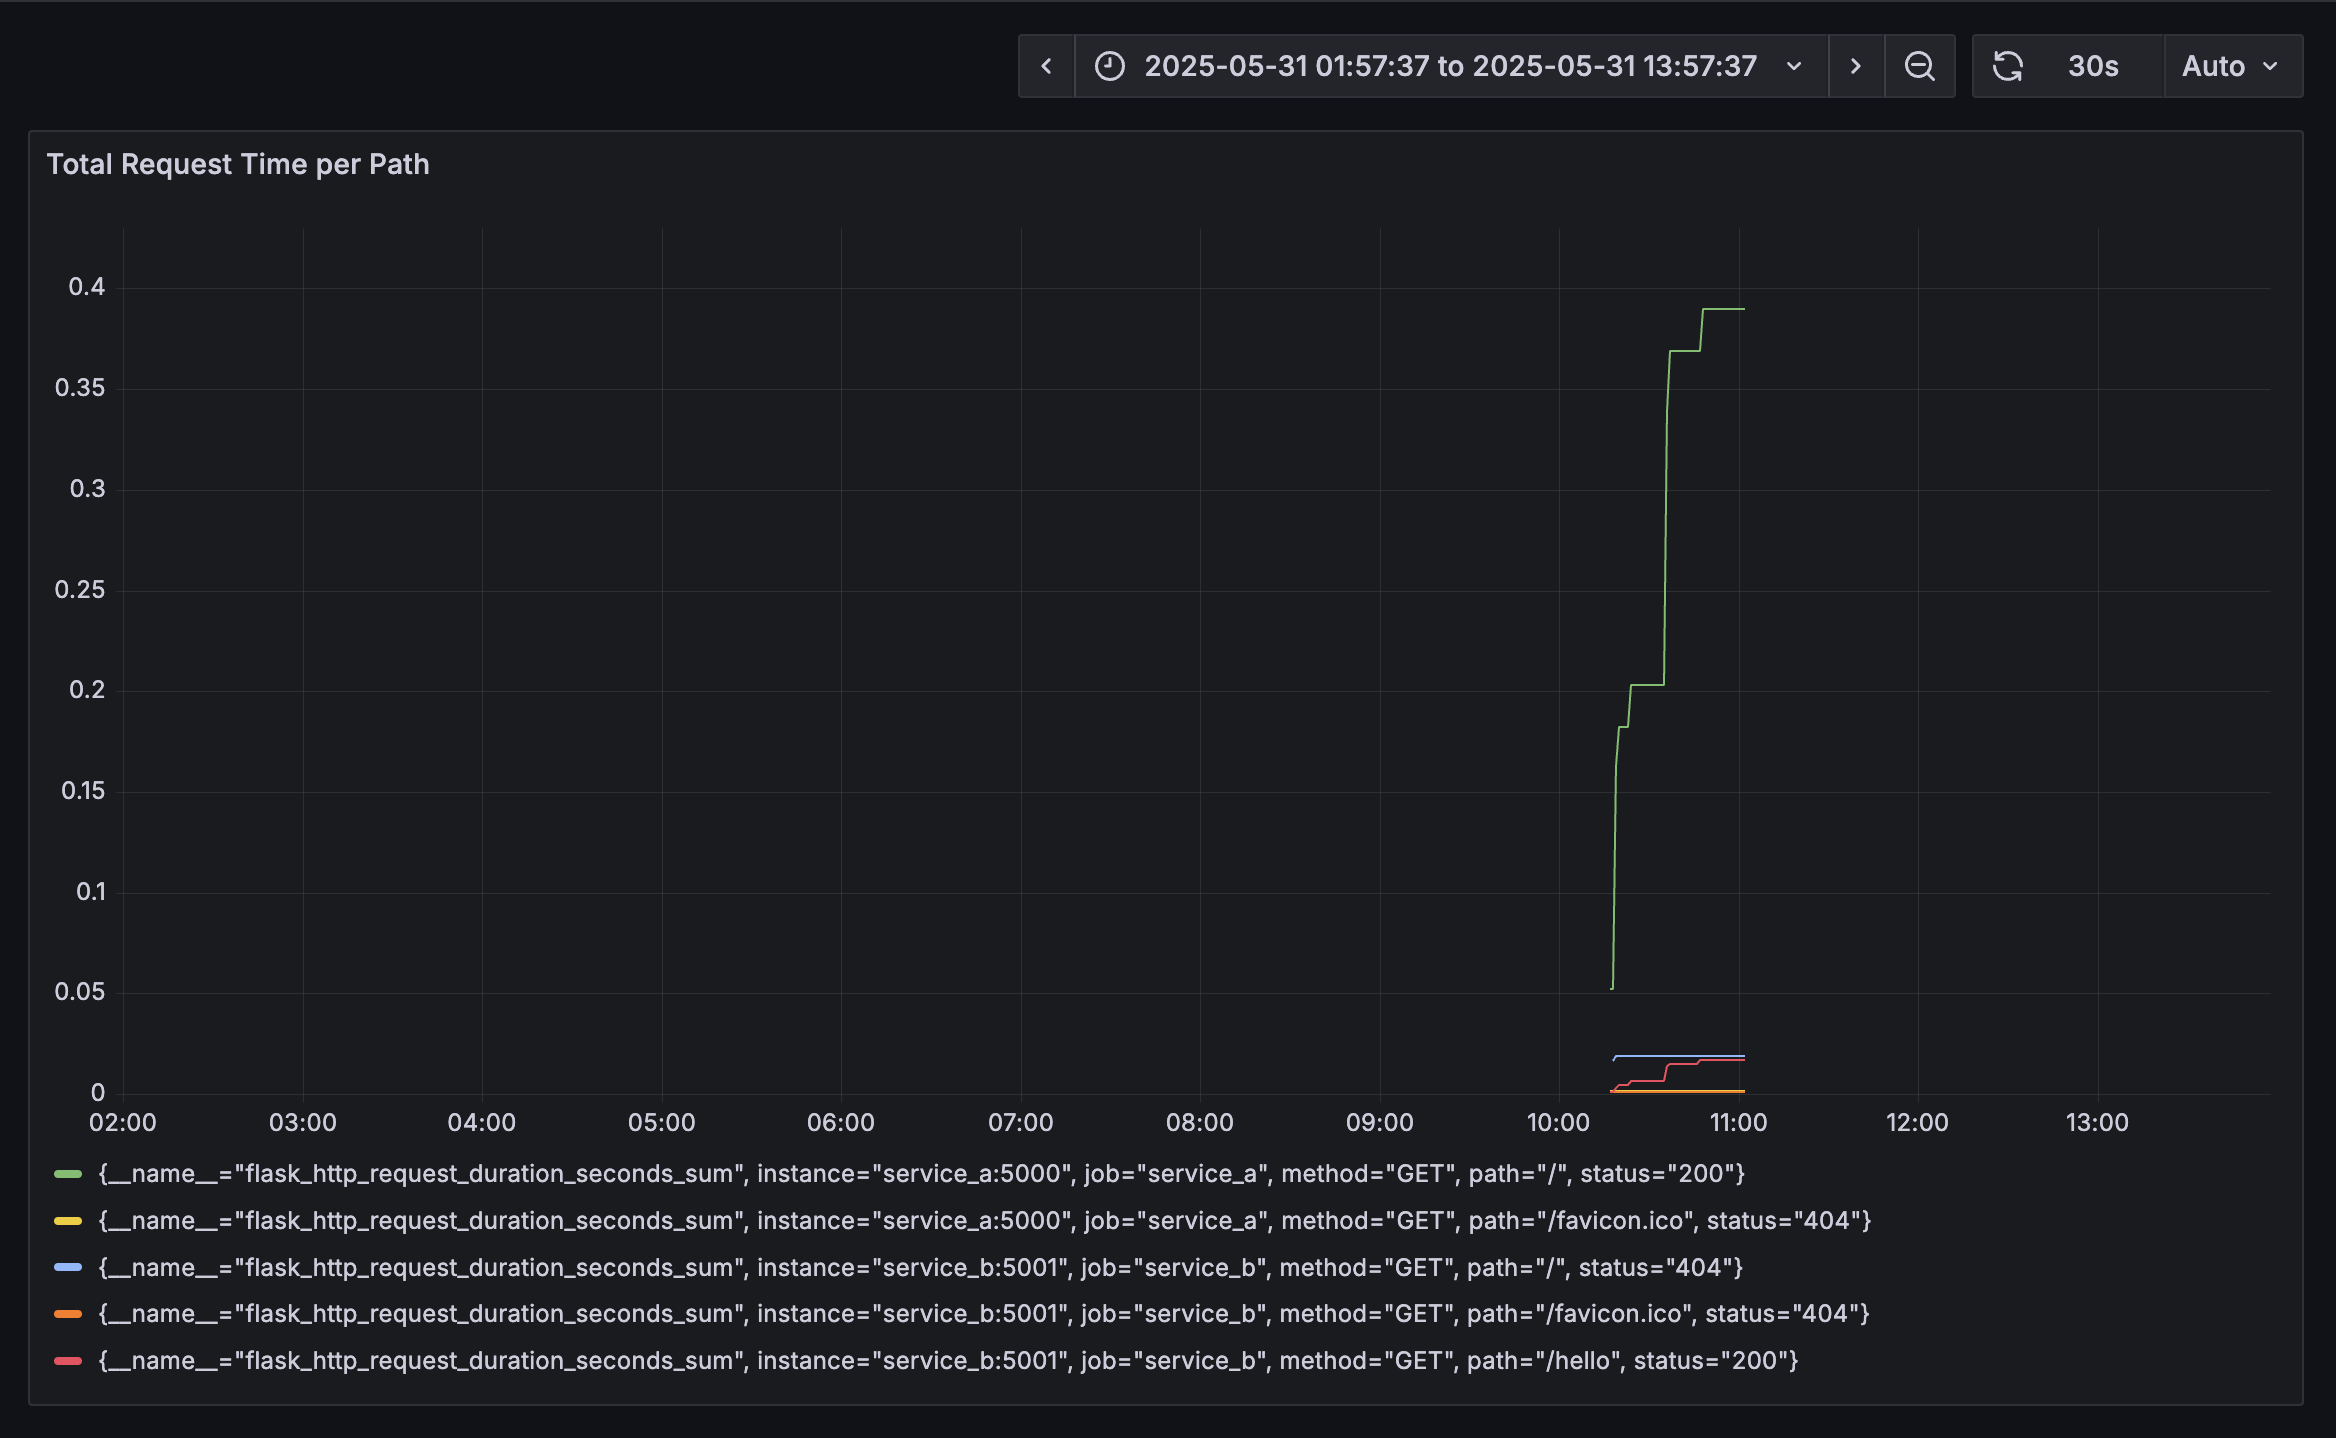 2025-05-31 01:57:37 to 2025-05-31 13:57:37 30s Auto
Total Request Time per Path
0.4
0.35
0.3
0.25
0.2
0.15
0.1
0.05
0
02:00 03:00 04:00 05:00 06:00 07:00 08:00 09:00 10:00 11:00 12:00 13:00
{__name__="flask_http_request_duration_seconds_sum", instance="service_a:5000", job="service_a", method="GET", path="/", status="200"}
{__name__="flask_http_request_duration_seconds_sum", instance="service_a:5000", job="service_a", method="GET", path="/favicon.ico", status="404"}
{__name__="flask_http_request_duration_seconds_sum", instance="service_b:5001", job="service_b", method="GET", path="/", status="404"}
{__name__="flask_http_request_duration_seconds_sum", instance="service_b:5001", job="service_b", method="GET", path="/favicon.ico", status="404"}
{__name__="flask_http_request_duration_seconds_sum", instance="service_b:5001", job="service_b", method="GET", path="/hello", status="200"}